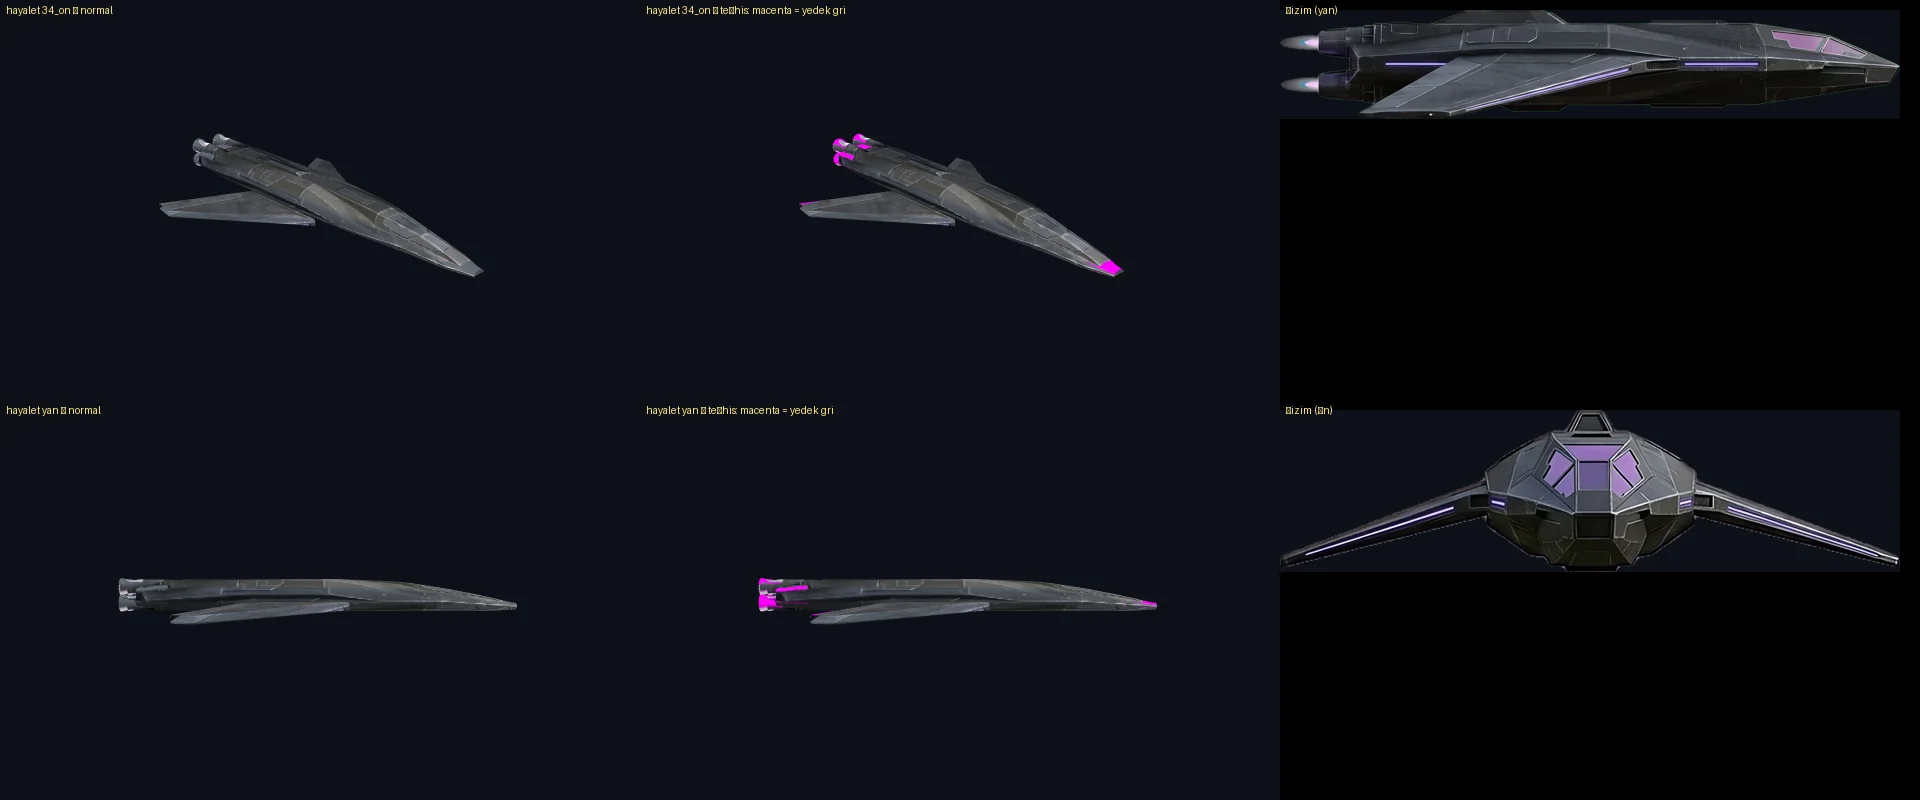 hayalet 34_on ▯ normal
hayalet 34_on ▯ te▯his: macenta = yedek gri
▯izim (yan)
hayalet yan ▯ normal
hayalet yan ▯ te▯his: macenta = yedek gri
▯izim (▯n)